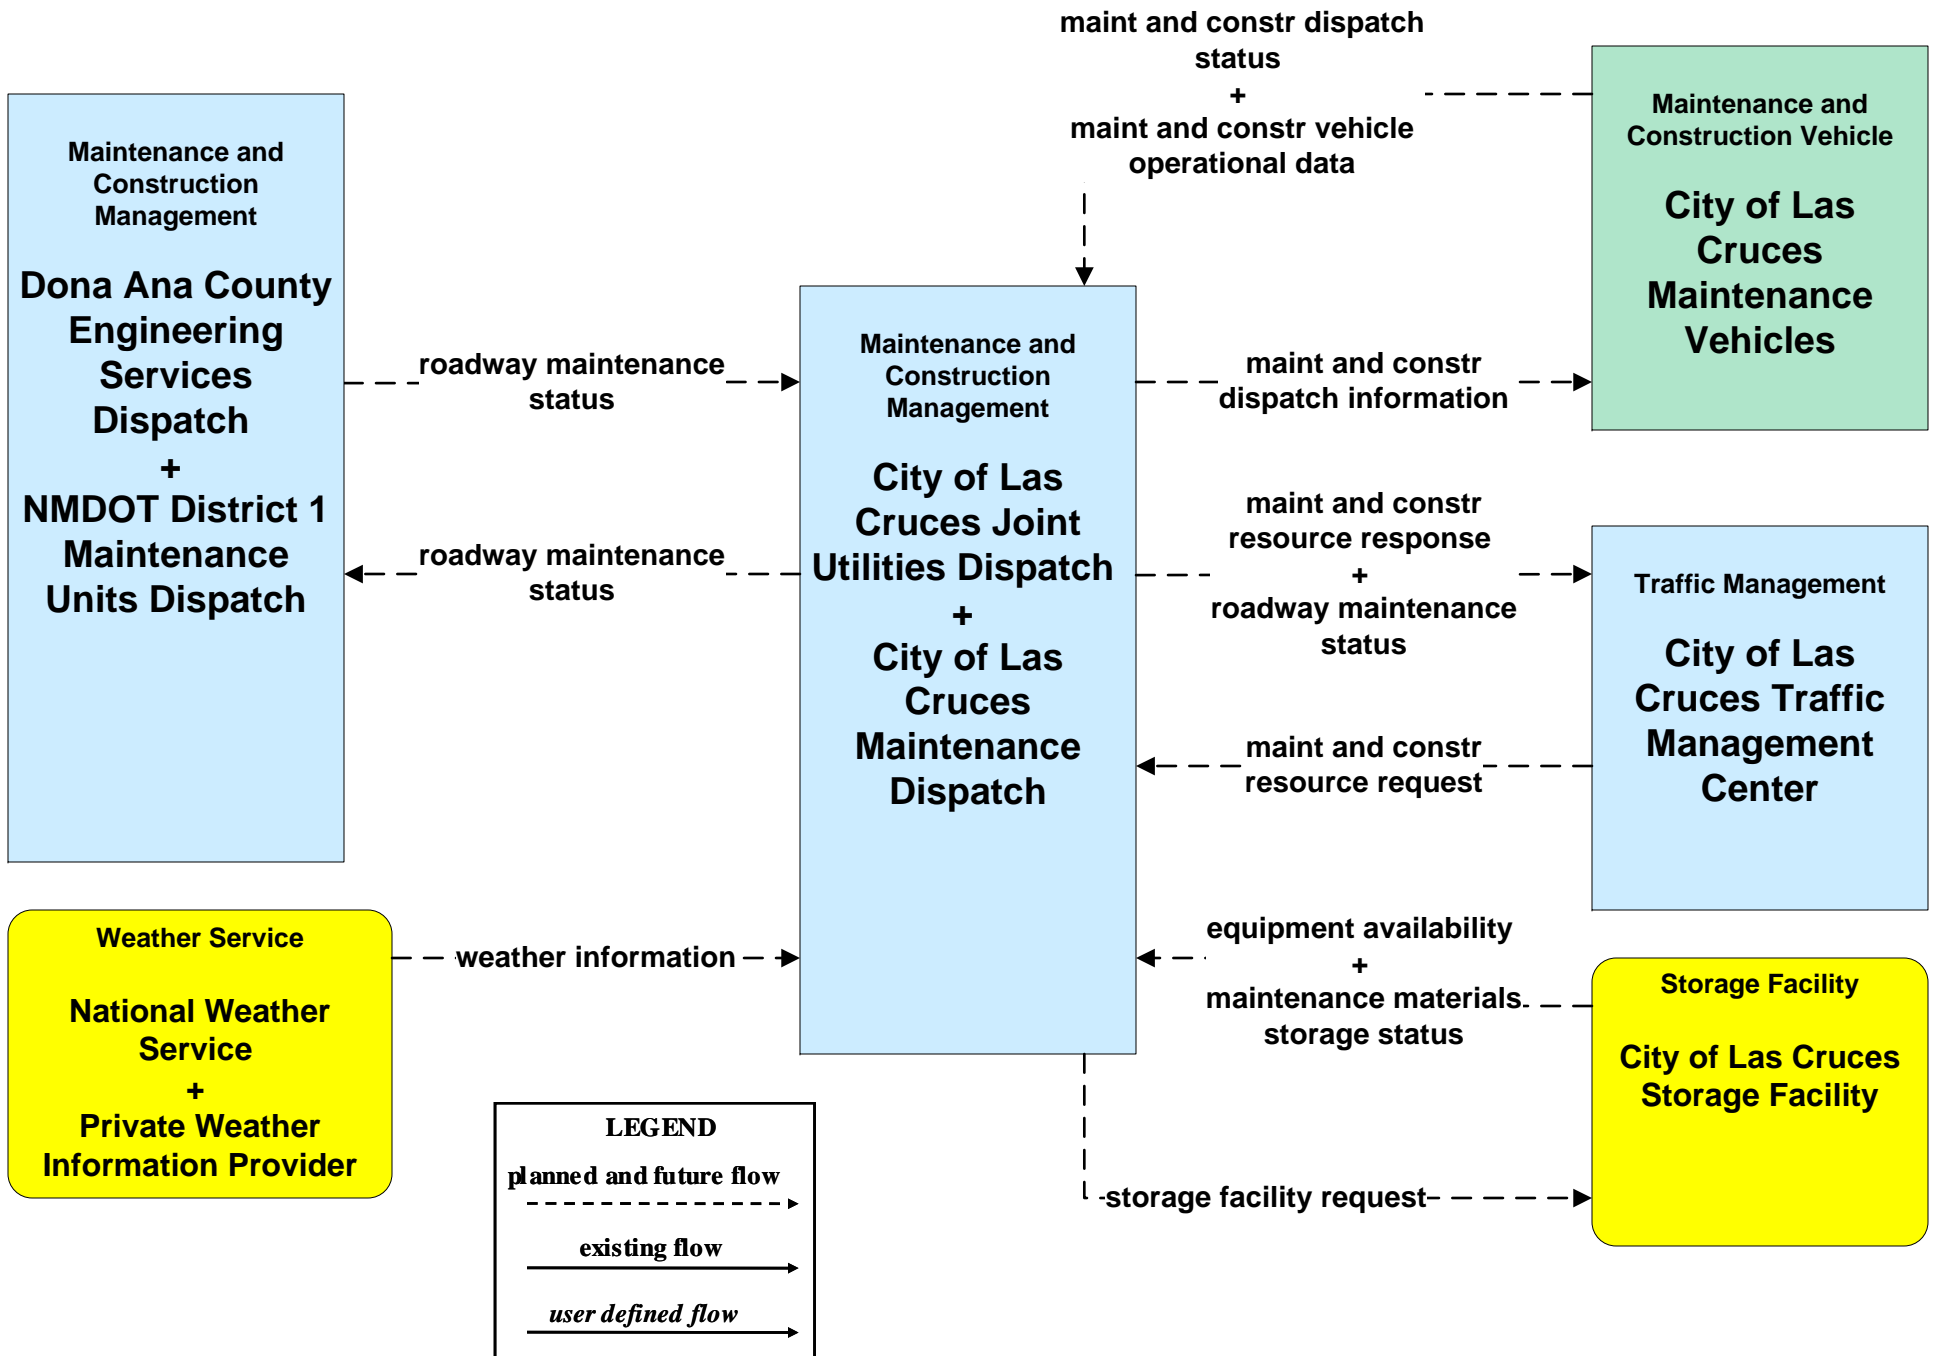 maint and constr dispatch
status
+
maint and constr vehicle
operational data
Maintenance and
Construction Vehicle
City of Las
Cruces
Maintenance
Vehicles
Maintenance and
Construction
Management
Dona Ana County
Engineering
Services
Dispatch
+
NMDOT District 1
Maintenance
Units Dispatch
roadway maintenance
status
roadway maintenance
status
Maintenance and
Construction
Management
City of Las
Cruces Joint
Utilities Dispatch
+
City of Las
Cruces
Maintenance
Dispatch
maint and constr
dispatch information
maint and constr
resource response
+
roadway maintenance
status
maint and constr
resource request
Traffic Management
City of Las
Cruces Traffic
Management
Center
Weather Service
National Weather
Service
+
Private Weather
Information Provider
weather information
equipment availability
+
maintenance materials
storage status
Storage Facility
City of Las Cruces
Storage Facility
storage facility request
LEGEND
planned and future flow
existing flow
user defined flow